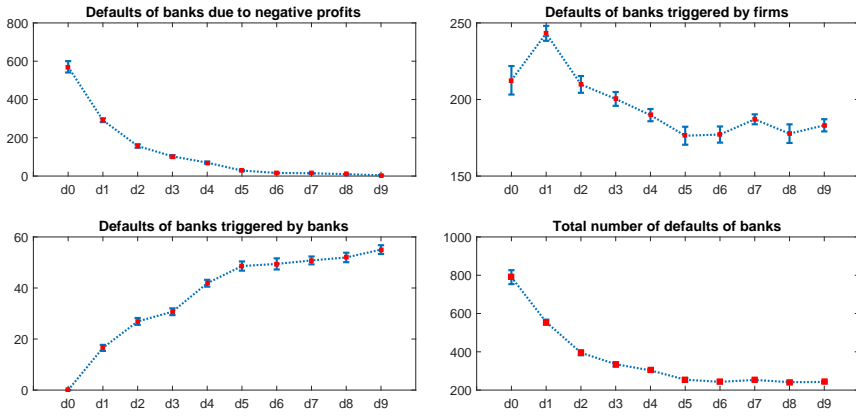 Defaults of banks due to negative profits
800
600
400
200
0
d0 d1 d2 d3 d4 d5 d6 d7 d8 d9
Defaults of banks triggered by firms
250
200
150
d0 d1 d2 d3 d4 d5 d6 d7 d8 d9
Defaults of banks triggered by banks
60
40
20
0
d0 d1 d2 d3 d4 d5 d6 d7 d8 d9
Total number of defaults of banks
1000
800
600
400
200
d0 d1 d2 d3 d4 d5 d6 d7 d8 d9